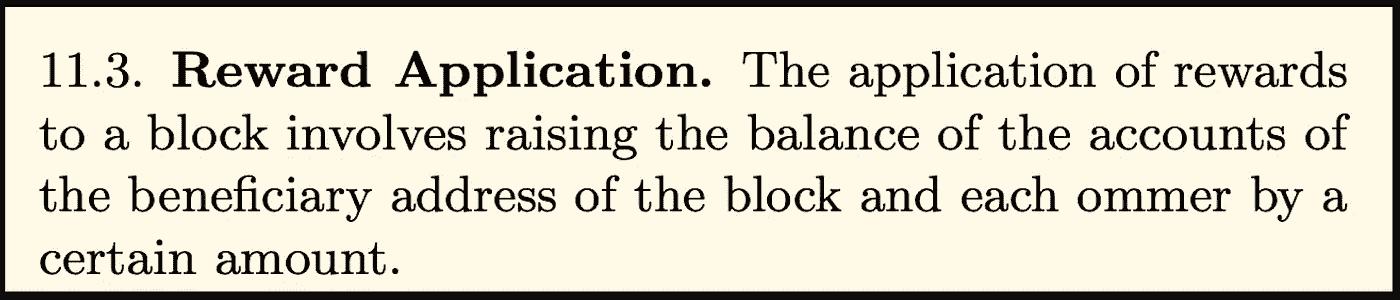 11.3. Reward Application. The application of rewards
to a block involves raising the balance of the accounts of
the beneficiary address of the block and each ommer by a
certain amount.